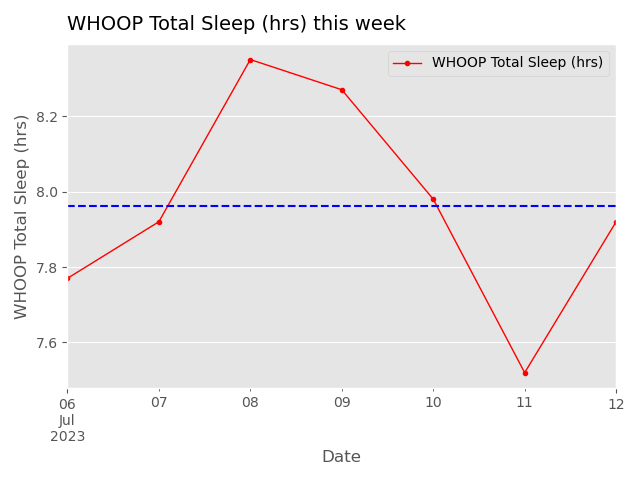 WHOOP Total Sleep (hrs) this week
WHOOP Total Sleep (hrs)
WHOOP Total Sleep (hrs)
8.2
8.0
7.8
7.6
06 07 08 09 10 11 12
Jul
2023
Date